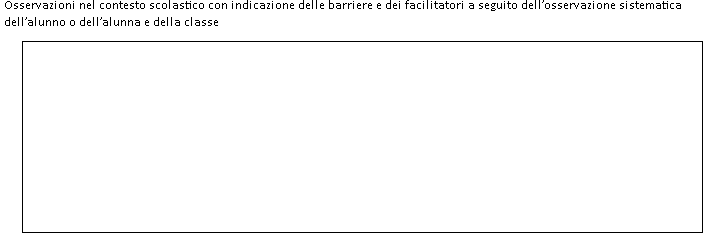 Osservazioni nel contesto scolastico con indicazione delle barriere e dei facilitatori a seguito dell’osservazione sistematica
dell’alunno o dell’alunna e della classe